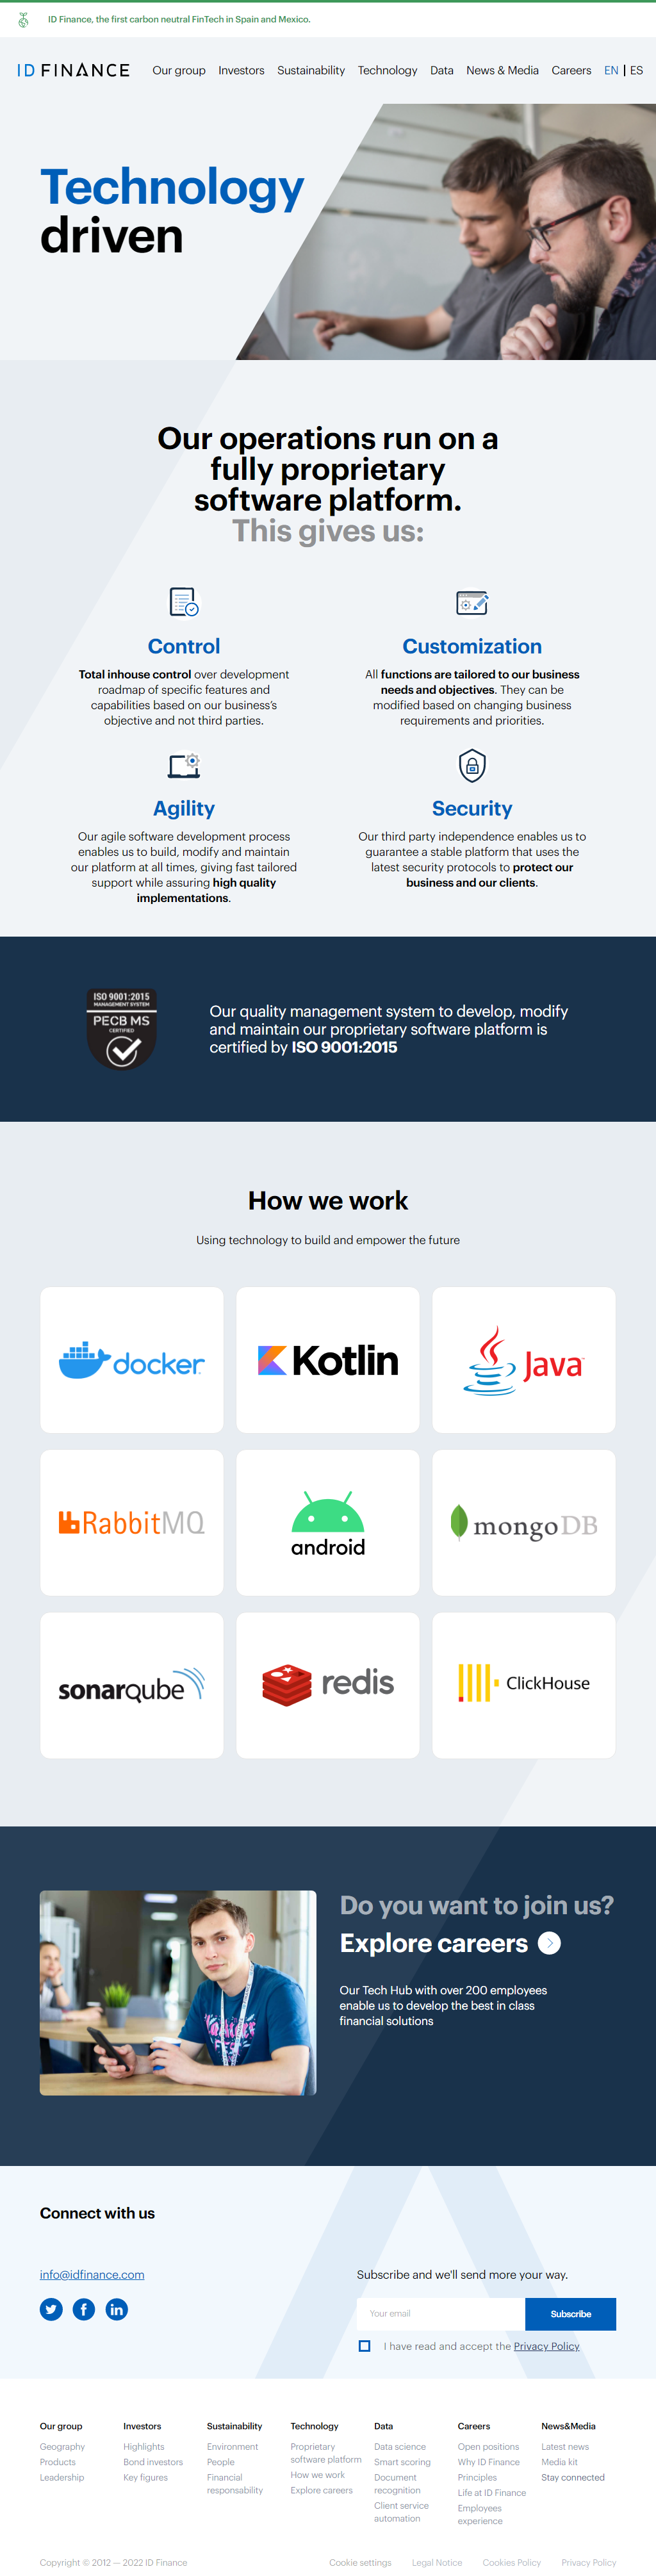 ID Finance, the first carbon neutral FinTech in Spain and Mexico.
ID FINANCE Our group Investors Sustainability Technology Data News & Media Careers EN | ES
Technology
driven
Our operations run on a
fully proprietary
software platform.
This gives us:
Control
Total inhouse control over development
roadmap of specific features and
capabilities based on our business's
objective and not third parties.
Customization
All functions are tailored to our business
needs and objectives. They can be
modified based on changing business
requirements and priorities.
Agility
Our agile software development process
enables us to build, modify and maintain
our platform at all times, giving fast tailored
support while assuring high quality
implementations.
Security
Our third party independence enables us to
guarantee a stable platform that uses the
latest security protocols to protect our
business and our clients.
ISO 9001:2015
MANAGEMENT SYSTEM
PECB MS
CERTIFIED
Our quality management system to develop, modify
and maintain our proprietary software platform is
certified by ISO 9001:2015
How we work
Using technology to build and empower the future
docker
Kotlin
Java
RabbitMQ
android
mongoDB
sonarqube
redis
ClickHouse
Do you want to join us?
Explore careers
Our Tech Hub with over 200 employees
enable us to develop the best in class
financial solutions
Connect with us
info@idfinance.com
Subscribe and we'll send more your way.
Your email
Subscribe
I have read and accept the Privacy Policy
Our group
Geography
Products
Leadership
Investors
Highlights
Bond investors
Key figures
Sustainability
Environment
People
Financial
responsability
Technology
Proprietary
software platform
How we work
Explore careers
Data
Data science
Smart scoring
Document
recognition
Client service
automation
Careers
Open positions
Why ID Finance
Principles
Life at ID Finance
Employees
experience
News&Media
Latest news
Media kit
Stay connected
Copyright © 2012 — 2022 ID Finance
Cookie settings Legal Notice Cookies Policy Privacy Policy